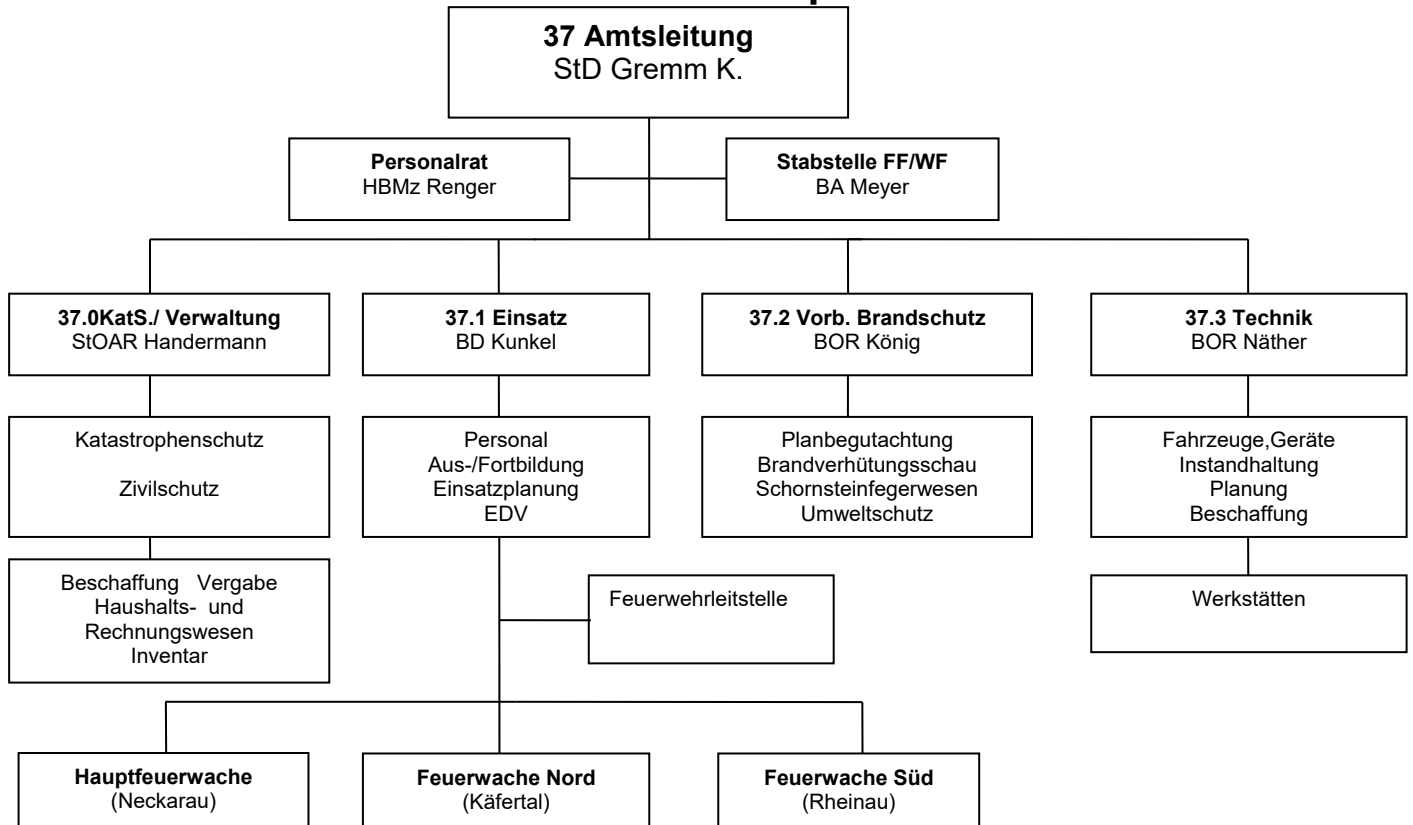 37 Amtsleitung
StD Gremm K.
Personalrat
HBMz Renger
Stabstelle FF/WF
BA Meyer
37.0KatS./ Verwaltung
StOAR Handermann
37.1 Einsatz
BD Kunkel
37.2 Vorb. Brandschutz
BOR König
37.3 Technik
BOR Näther
Katastrophenschutz
Zivilschutz
Personal
Aus-/Fortbildung
Einsatzplanung
EDV
Planbegutachtung
Brandverhütungsschau
Schornsteinfegerwesen
Umweltschutz
Fahrzeuge,Geräte
Instandhaltung
Planung
Beschaffung
Beschaffung Vergabe
Haushalts- und
Rechnungswesen
Inventar
Feuerwehrleitstelle
Werkstätten
Hauptfeuerwache
(Neckarau)
Feuerwache Nord
(Käfertal)
Feuerwache Süd
(Rheinau)